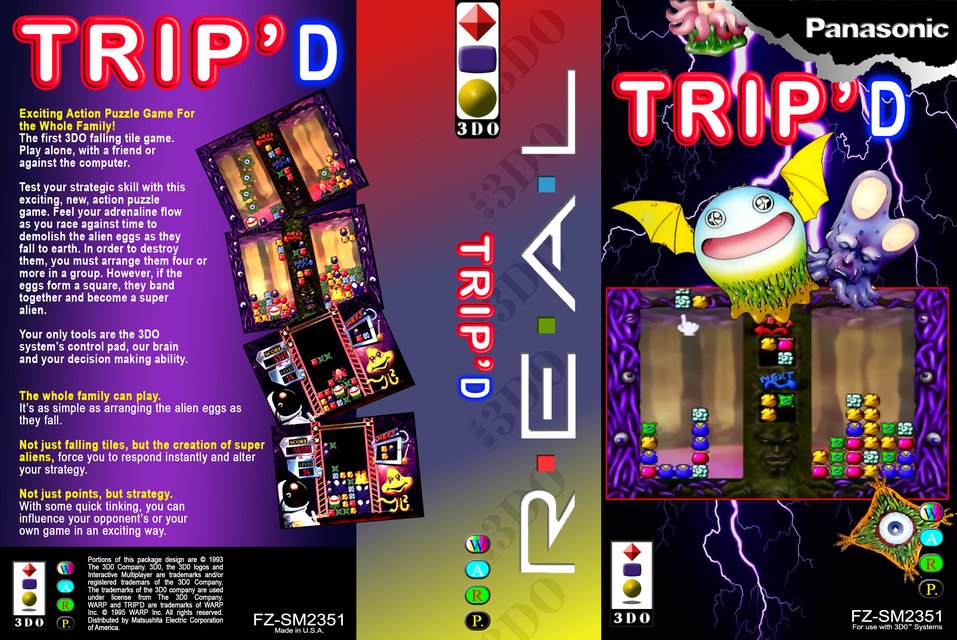 TRIP'D
Exciting Action Puzzle Game For
the Whole Family!
The first 3DO falling tile game.
Play alone, with a friend or
against the computer.
Test your strategic skill with this
exciting, new, action puzzle
game. Feel your adrenaline flow
as you race against time to
demolish the alien eggs as they
fall to earth. In order to destroy
them, you must arrange them four or
more in a group. However, if the
eggs form a square, they band
together and become a super
alien.
Your only tools are the 3DO
system's control pad, our brain
and your decision making ability.
The whole family can play.
It's as simple as arranging the alien eggs as
they fall.
Not just falling tiles, but the creation of super
aliens, force you to respond instantly and alter
your strategy.
Not just points, but strategy.
With some quick tinking, you can
influence your opponent's or your
own game in an exciting way.
3DO
W
A
R
P.
Portions of this package design are © 1993
The 3DO Company. 3DO, the 3DO logos and
Interactive Multiplayer are trademarks and/or
registered trademars of the 3DO Company.
The trademarks of the 3DO company are used
under license from The 3DO Company.
WARP and TRIP'D are trademarks of WARP
Inc. © 1995 WARP Inc. All rights reserved.
Distributed by Matsushita Electric Corporation
of America.
FZ-SM2351
Made in U.S.A.
3DO
TRIP'D
REAL
W
A
R
P.
Panasonic
TRIP'D
NEXT
W
A
R
P.
3DO
FZ-SM2351
For use with 3DO™ Systems